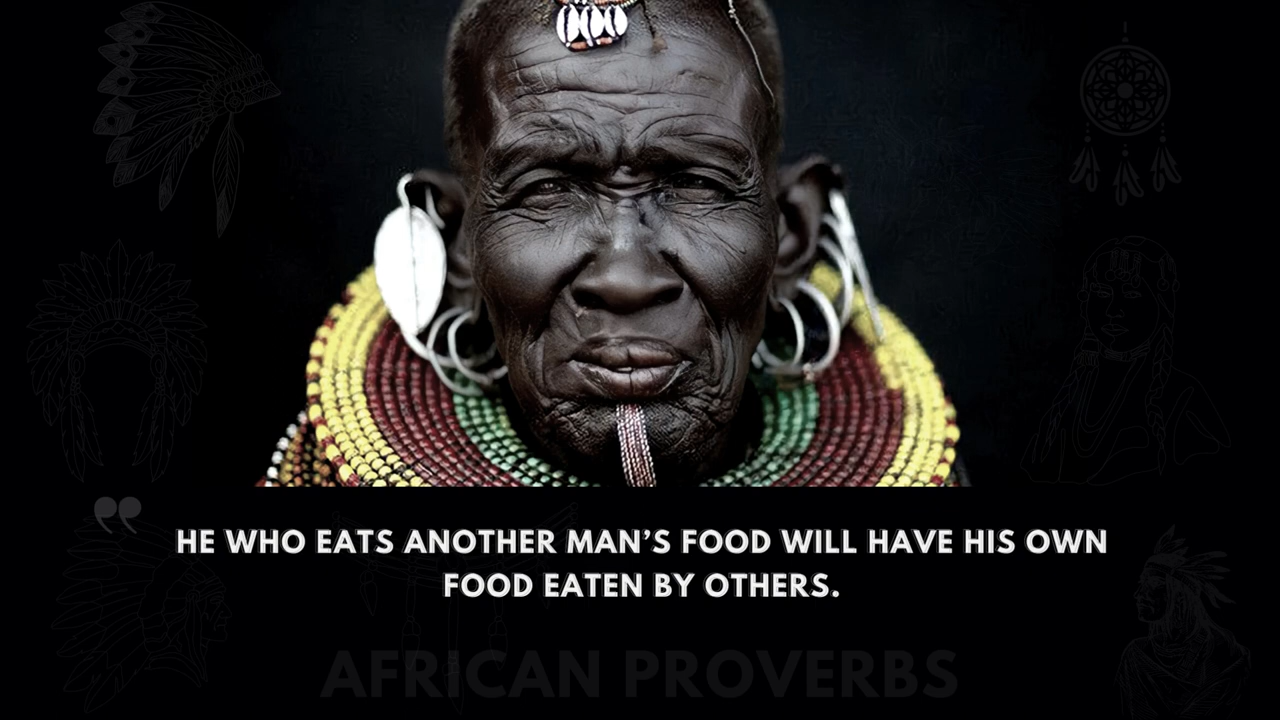 HE WHO EATS ANOTHER MAN’S FOOD WILL HAVE HIS OWN
FOOD EATEN BY OTHERS.
AFRICAN PROVERBS